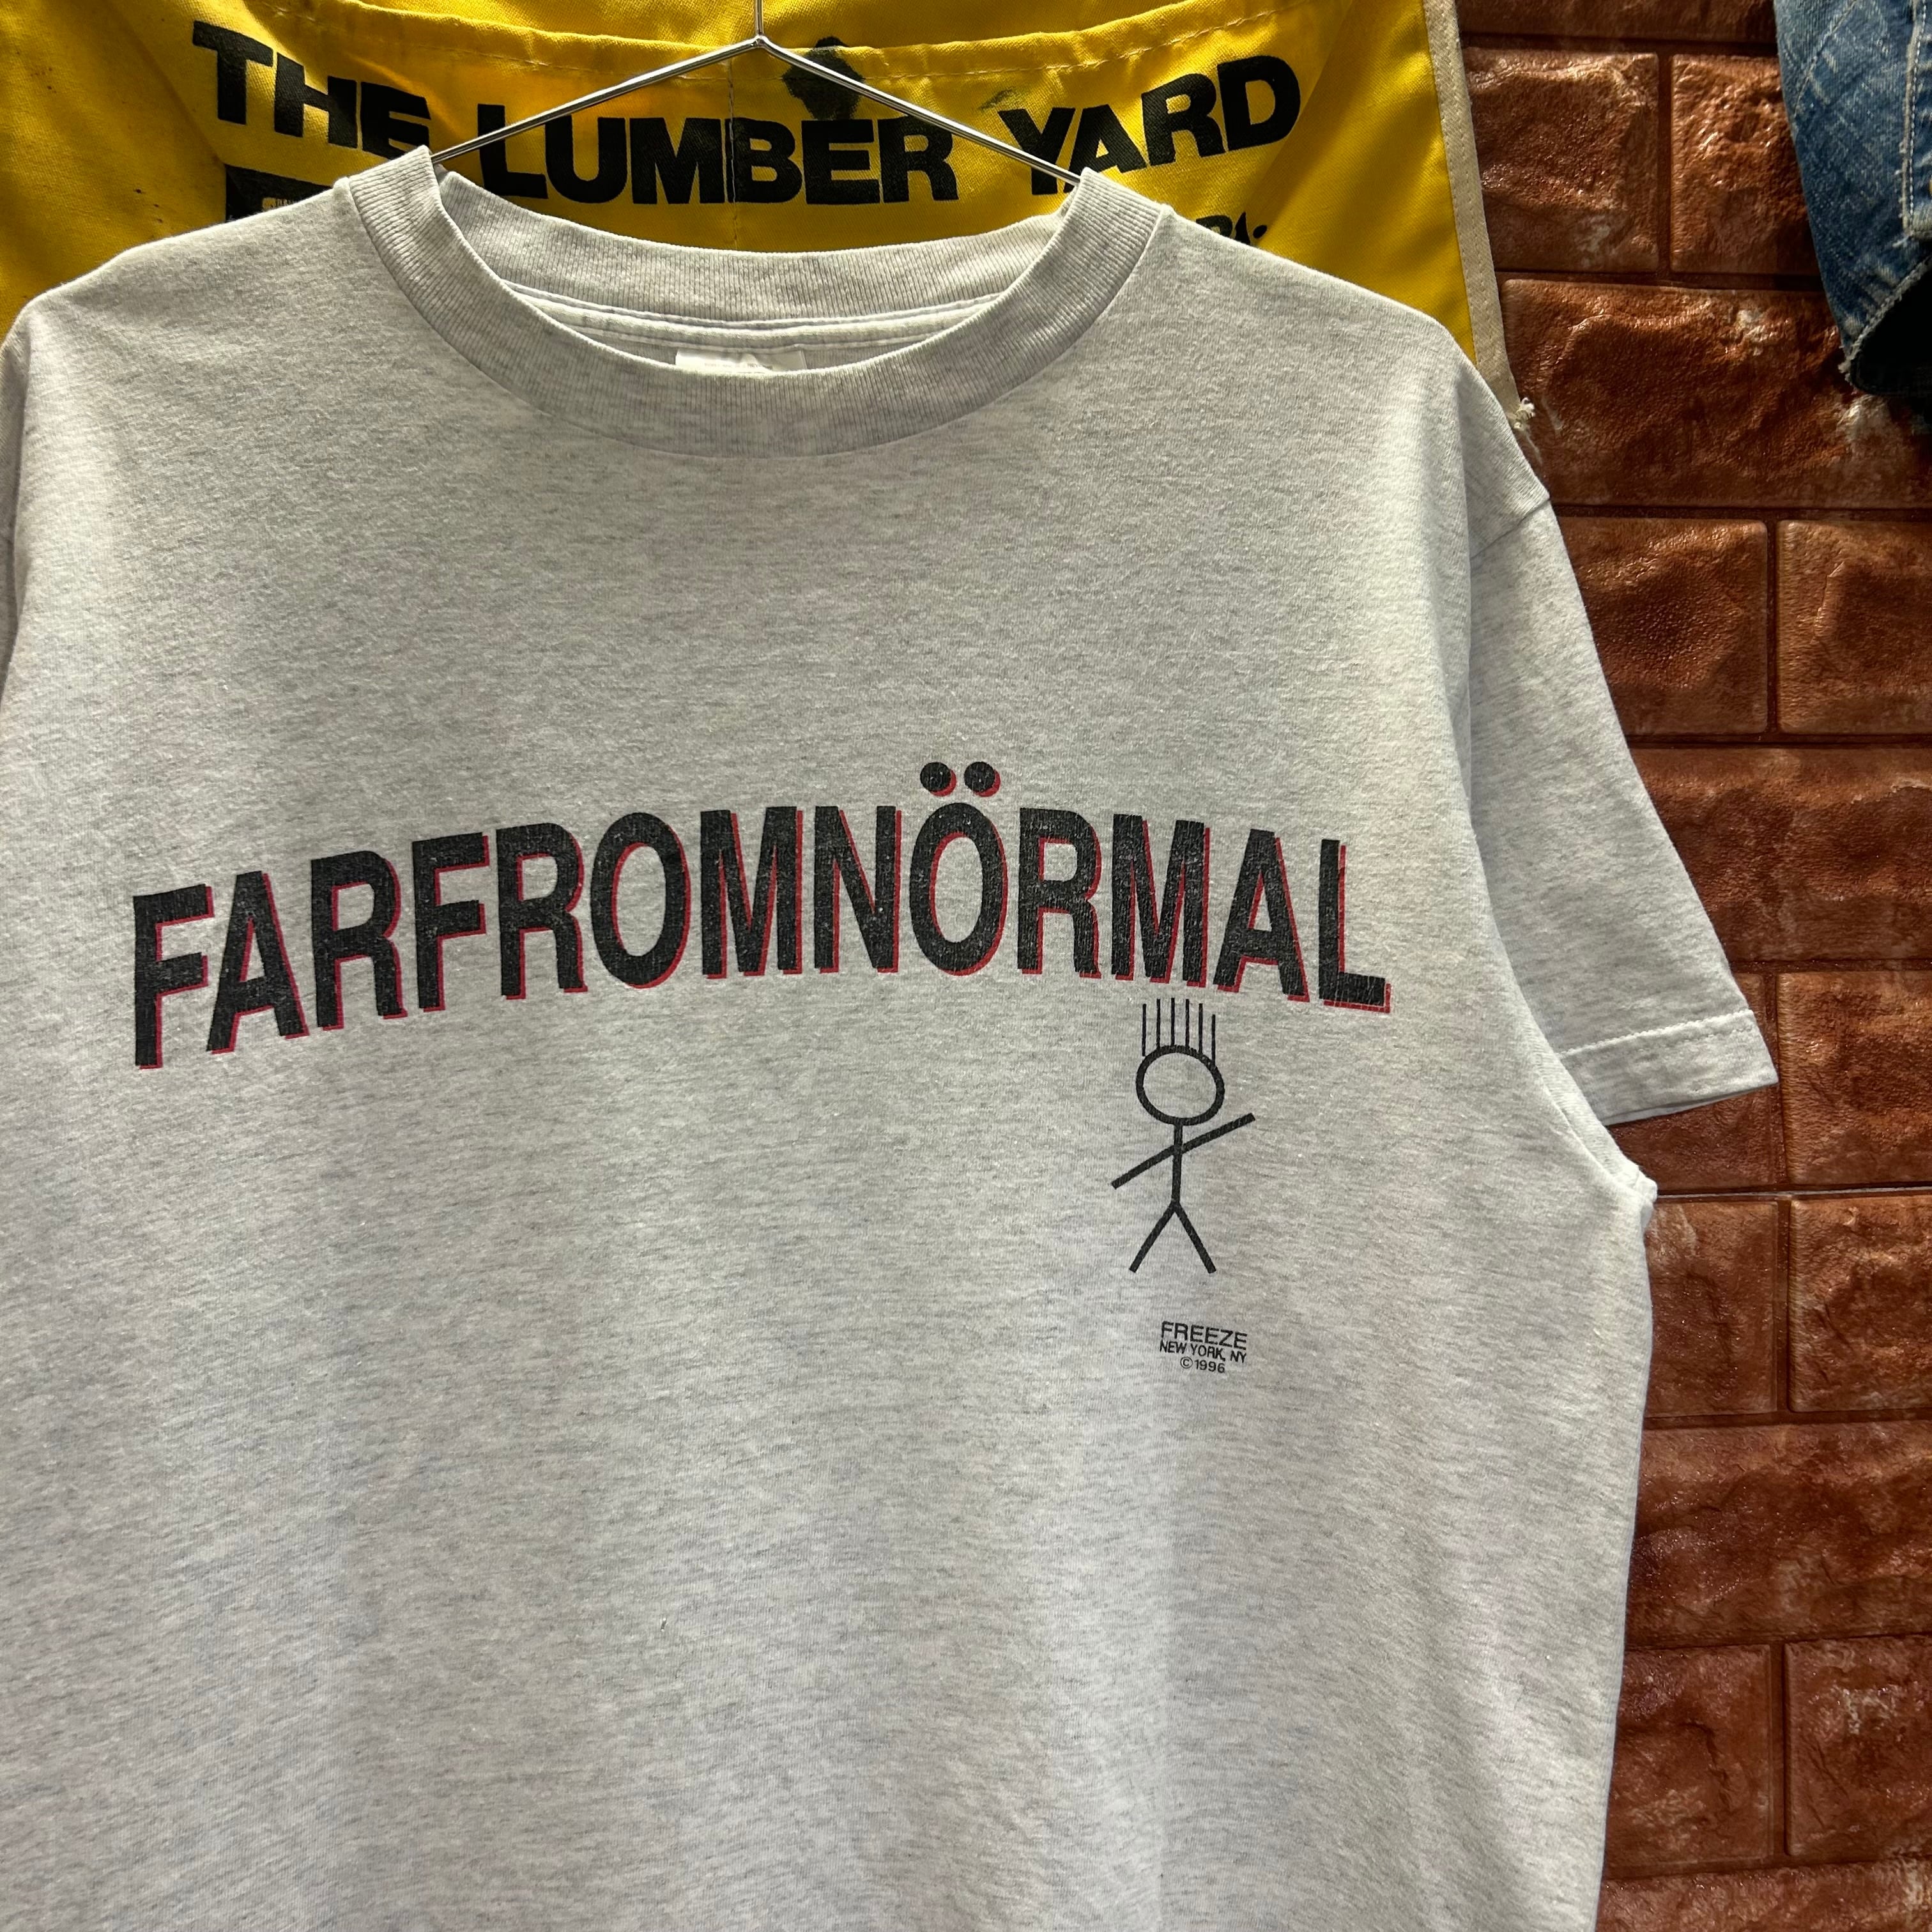 THE LUMBER YARD
FARFROMNÖRMAL
FREEZE
NEW YORK, NY
©1996